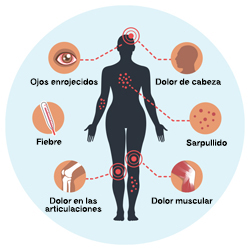 Ojos enrojecidos
Dolor de cabeza
Fiebre
Sarpullido
Dolor en las
articulaciones
Dolor muscular